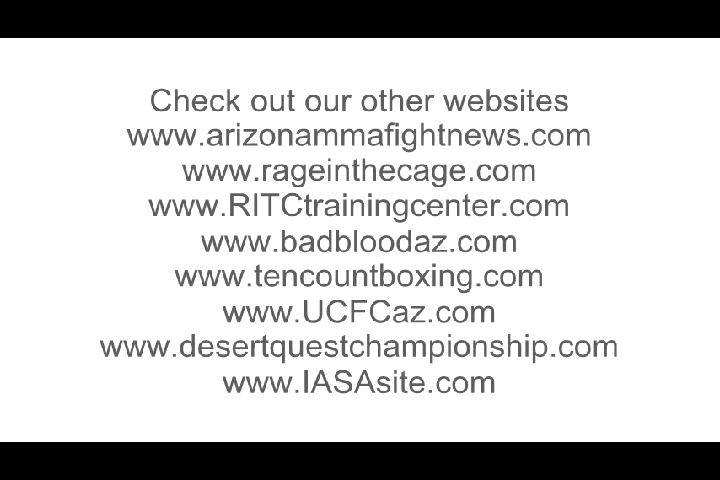 Check out our other websites
www.arizonammafightnews.com
www.rageinthecage.com
www.RITCtrainingcenter.com
www.badbloodaz.com
www.tencountboxing.com
www.UCFCaz.com
www.desertquestchampionship.com
www.IASAsite.com